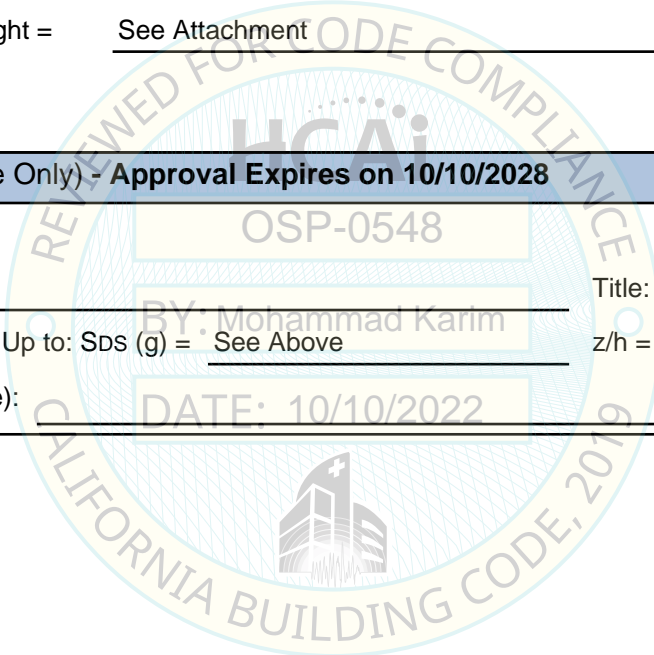 ght = See Attachment
REVIEWED FOR CODE COMPLIANCE
HCAi
e Only) - Approval Expires on 10/10/2028
OSP-0548
Title:
BY: Mohammad Karim
Up to: SDS (g) = See Above z/h =
e):
DATE: 10/10/2022
CALIFORNIA BUILDING CODE, 2019